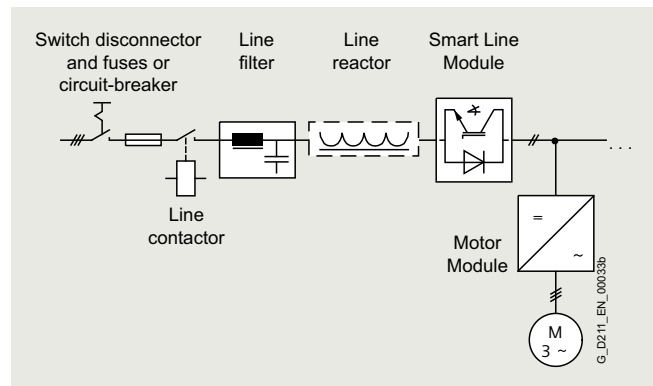 Switch disconnector
and fuses or
circuit-breaker
Line
filter
Line
reactor
Smart Line
Module
. . .
Line
contactor
=
~
Motor
Module
M
3 ~
G_D211_EN_00033b